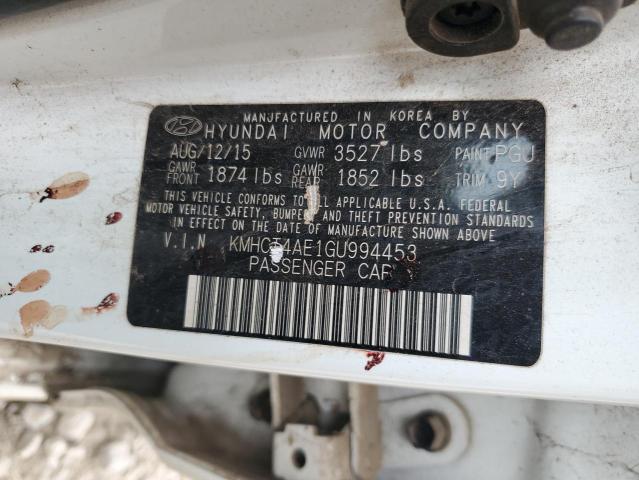 MANUFACTURED IN KOREA BY
HYUNDAI MOTOR COMPANY
AUG/12/15 GVWR 3527 lbs PAINT PGJ
GAWR FRONT 1874 lbs GAWR REAR 1852 lbs TRIM 9Y
THIS VEHICLE CONFORMS TO ALL APPLICABLE U.S.A. FEDERAL
MOTOR VEHICLE SAFETY, BUMPER AND THEFT PREVENTION STANDARDS
IN EFFECT ON THE DATE OF MANUFACTURE SHOWN ABOVE.
V.I.N. KMHCT4AE1GU994453
PASSENGER CAR